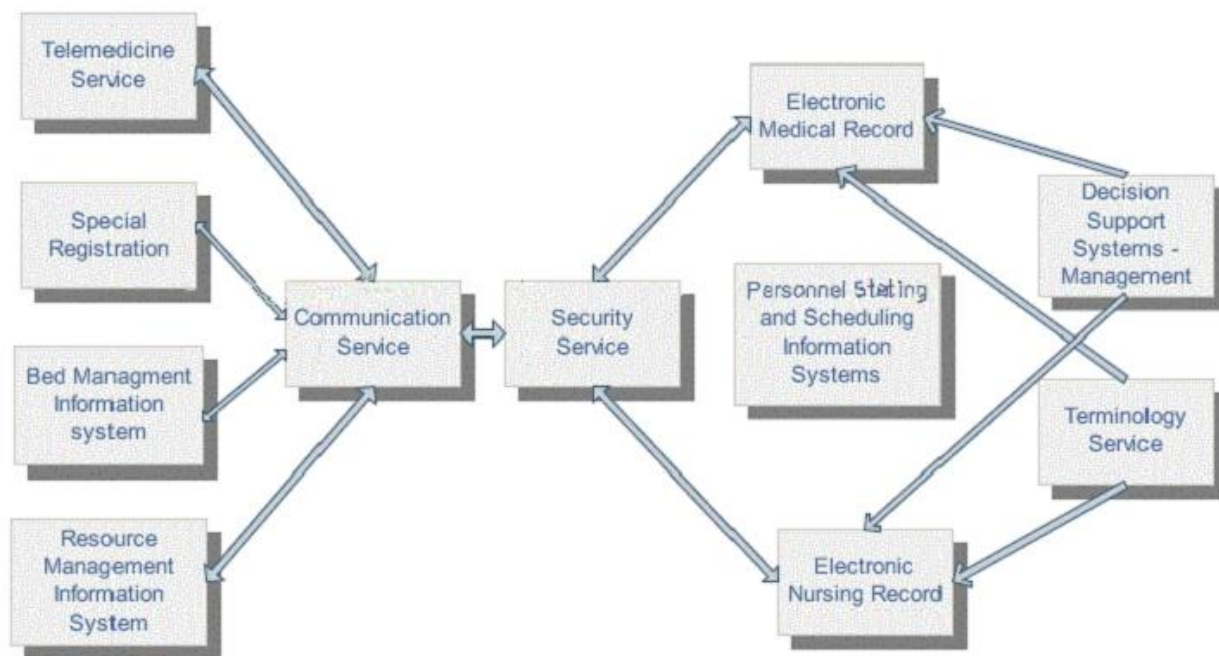 Telemedicine
Service
Special
Registration
Bed Managment
Information
system
Resource
Management
Information
System
Communication
Service
Security
Service
Electronic
Medical Record
Personnel
and Scheduling
Information
Systems
Electronic
Nursing Record
Decision
Support
Systems -
Management
Terminology
Service